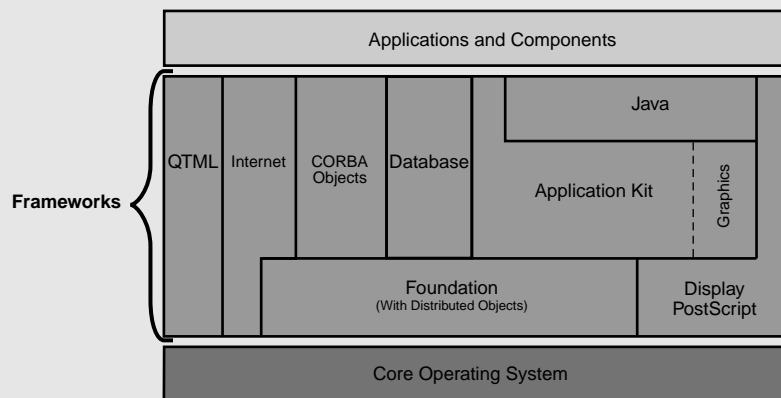 Applications and Components
Frameworks
QTML
Internet
CORBA
Objects
Database
Java
Application Kit
Graphics
Foundation
(With Distributed Objects)
Display
PostScript
Core Operating System